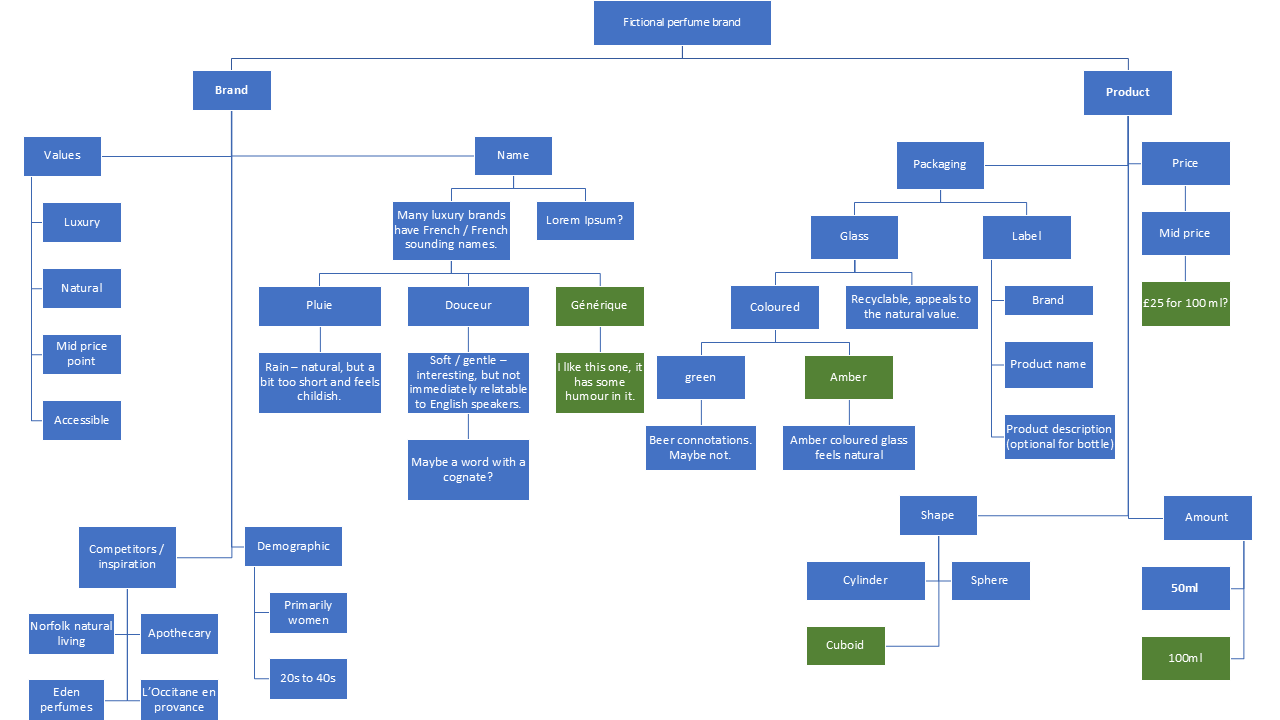 Fictional perfume brand
Brand
Product
Values
Name
Packaging
Price
Luxury
Natural
Mid price
point
Accessible
Many luxury brands
have French / French
sounding names.
Lorem Ipsum?
Pluie
Douceur
Générique
Rain – natural, but a
bit too short and feels
childish.
Soft / gentle –
interesting, but not
immediately relatable
to English speakers.
I like this one, it
has some
humour in it.
Maybe a word with a
cognate?
Glass
Label
Coloured
Recyclable, appeals to
the natural value.
green
Amber
Beer connotations.
Maybe not.
Amber coloured glass
feels natural
Brand
Product name
Product description
(optional for bottle)
Mid price
£25 for 100 ml?
Competitors /
inspiration
Demographic
Norfolk natural
living
Apothecary
Eden
perfumes
L’Occitane en
provance
Primarily
women
20s to 40s
Shape
Amount
Cylinder
Sphere
Cuboid
50ml
100ml